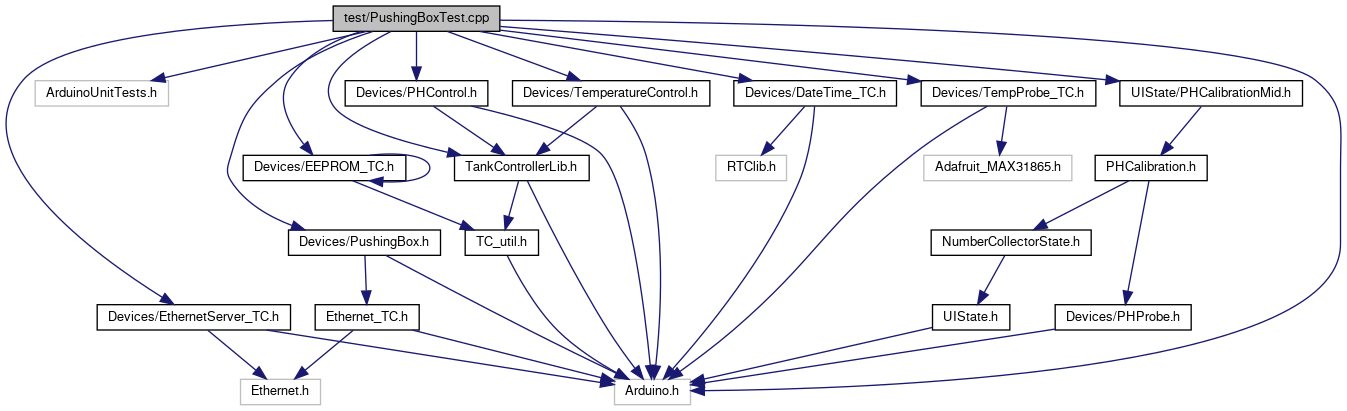 test/PushingBoxTest.cpp
ArduinoUnitTests.h
Devices/PHControl.h
Devices/TemperatureControl.h
Devices/DateTime_TC.h
Devices/TempProbe_TC.h
UIState/PHCalibrationMid.h
Devices/EEPROM_TC.h
TankControllerLib.h
RTClib.h
Adafruit_MAX31865.h
PHCalibration.h
Devices/PushingBox.h
TC_util.h
NumberCollectorState.h
Devices/EthernetServer_TC.h
Ethernet_TC.h
UIState.h
Devices/PHProbe.h
Ethernet.h
Arduino.h